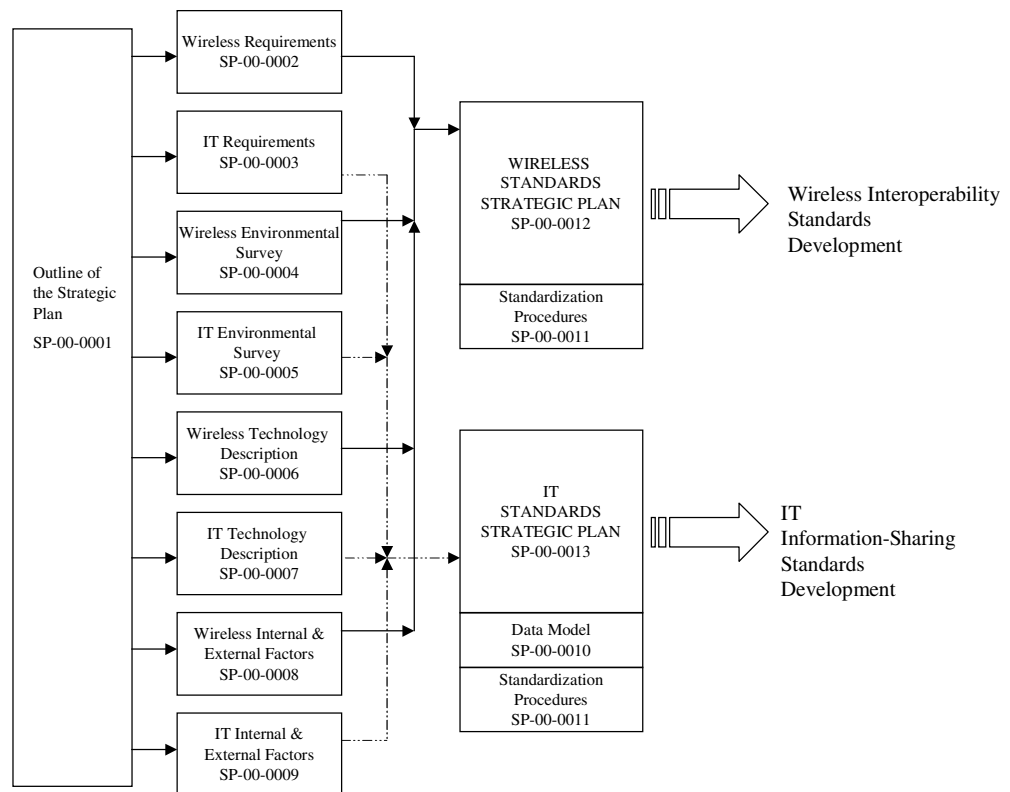 Outline of
the Strategic
Plan
SP-00-0001
Wireless Requirements
SP-00-0002
IT Requirements
SP-00-0003
Wireless Environmental
Survey
SP-00-0004
IT Environmental
Survey
SP-00-0005
Wireless Technology
Description
SP-00-0006
IT Technology
Description
SP-00-0007
Wireless Internal &
External Factors
SP-00-0008
IT Internal &
External Factors
SP-00-0009
WIRELESS
STANDARDS
STRATEGIC PLAN
SP-00-0012
Standardization
Procedures
SP-00-0011
IT
STANDARDS
STRATEGIC PLAN
SP-00-0013
Data Model
SP-00-0010
Standardization
Procedures
SP-00-0011
Wireless Interoperability
Standards
Development
IT
Information-Sharing
Standards
Development